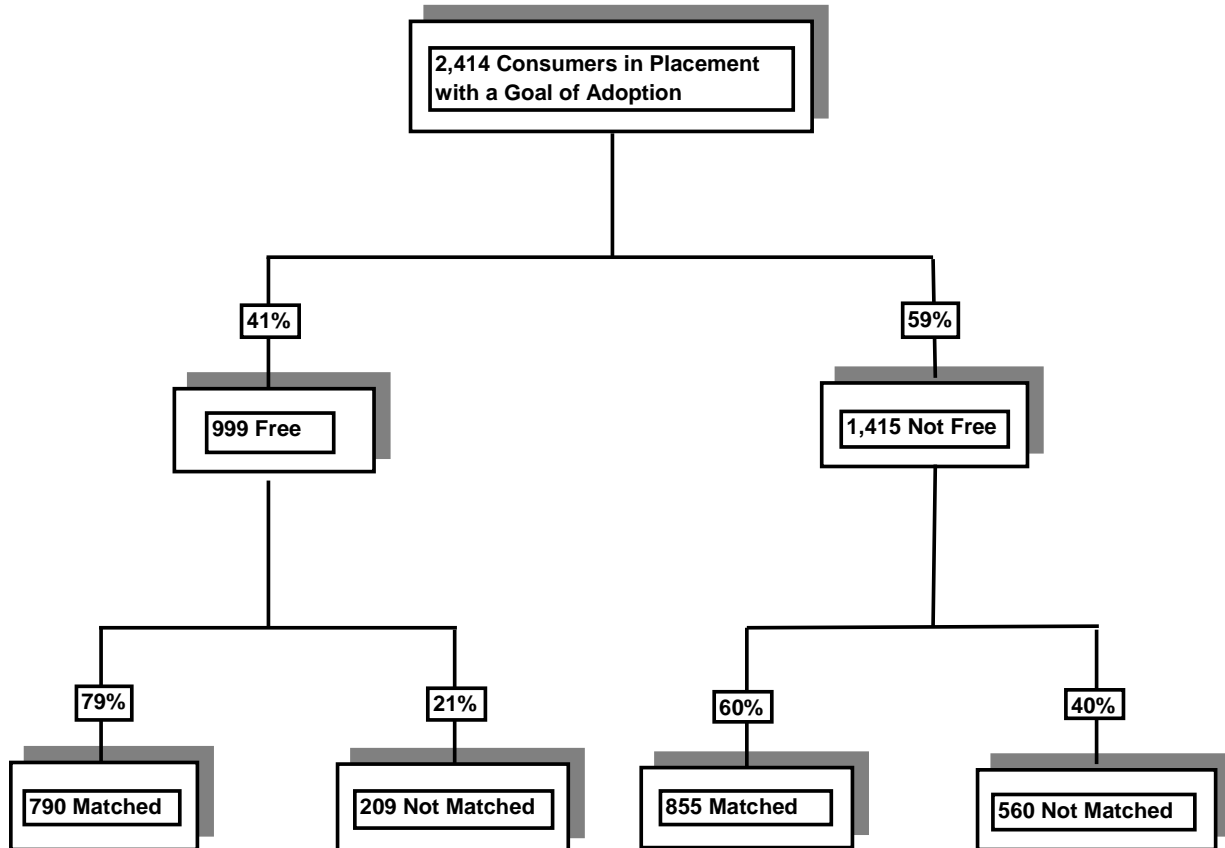 2,414 Consumers in Placement
with a Goal of Adoption
41%
59%
999 Free
1,415 Not Free
79%
21%
60%
40%
790 Matched
209 Not Matched
855 Matched
560 Not Matched